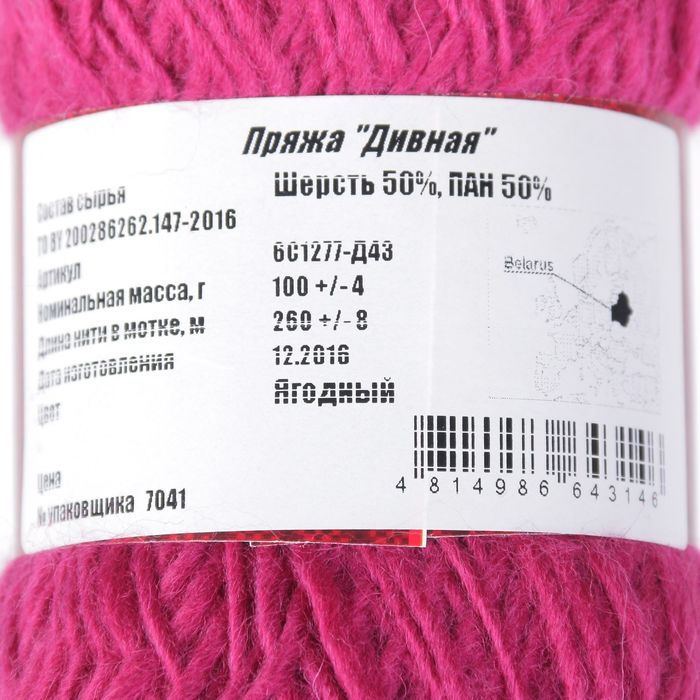 Пряжа "Дивная"
Состав сырья Шерсть 50%, ПАН 50%
ТО BY 200286262.147-2016
Артикул 6С1277-Д43
Номинальная масса, г 100 +/-4
Длина нити в мотке, м 260 +/-8
Дата изготовления 12.2016
Цвет Ягодный
Belarus
Цена
№ упаковщика 7041
4 814986 643146